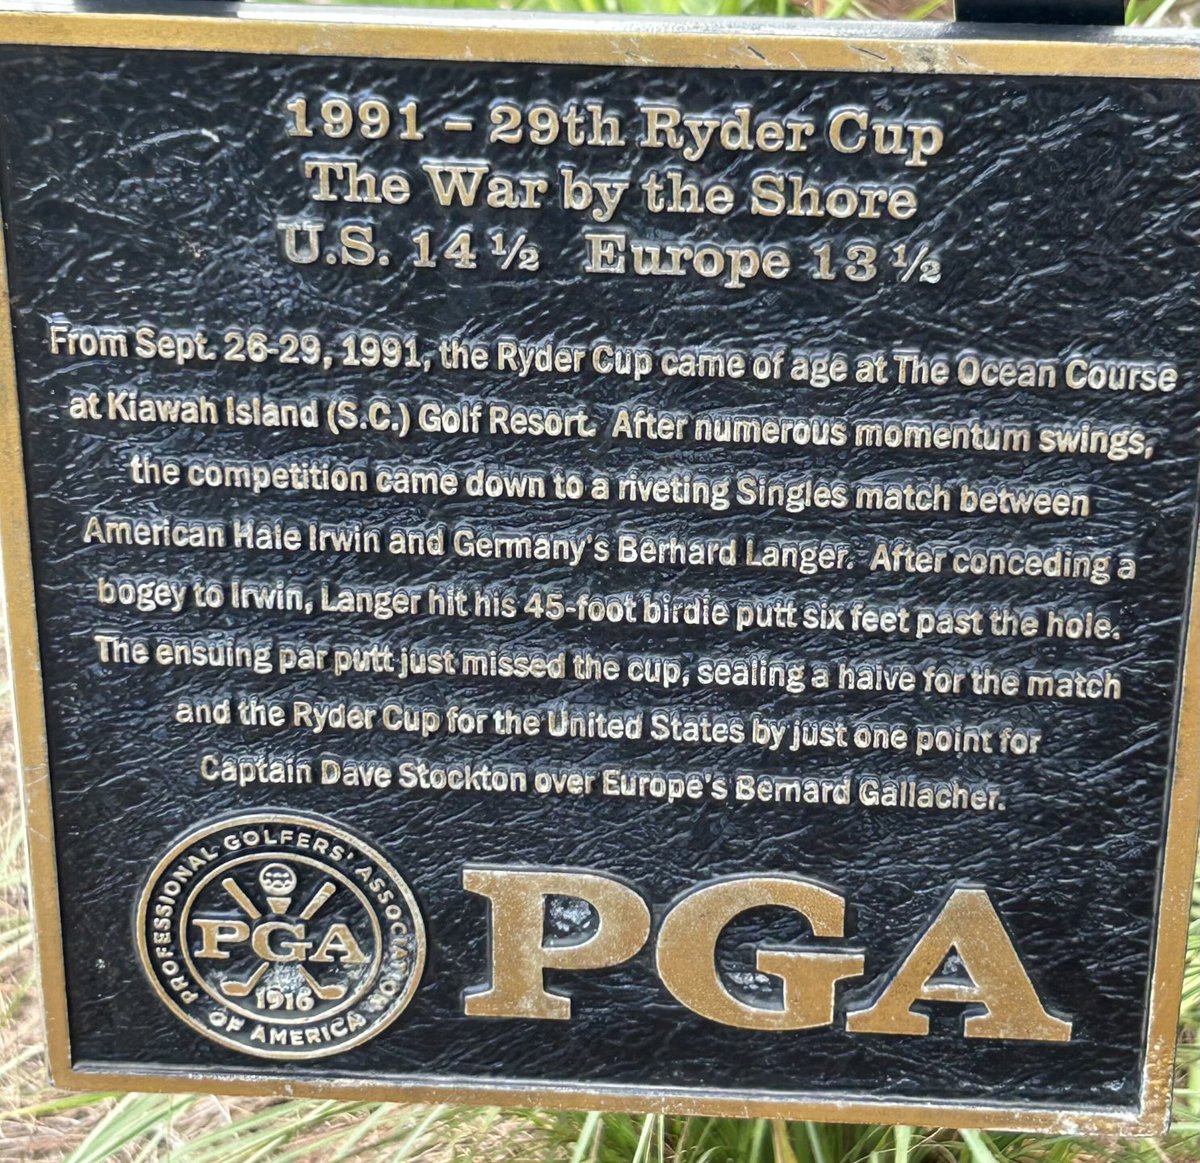 1991 – 29th Ryder Cup
The War by the Shore
U.S. 14 ½ Europe 13 ½
From Sept. 26-29, 1991, the Ryder Cup came of age at The Ocean Course
at Kiawah Island (S.C.) Golf Resort. After numerous momentum swings,
the competition came down to a riveting Singles match between
American Hale Irwin and Germany's Berhard Langer. After conceding a
bogey to Irwin, Langer hit his 45-foot birdie putt six feet past the hole.
The ensuing par putt just missed the cup, sealing a halve for the match
and the Ryder Cup for the United States by just one point for
Captain Dave Stockton over Europe's Bernard Gallacher.
PROFESSIONAL GOLFERS' ASSOCIATION
OF AMERICA
PGA
1916
PGA